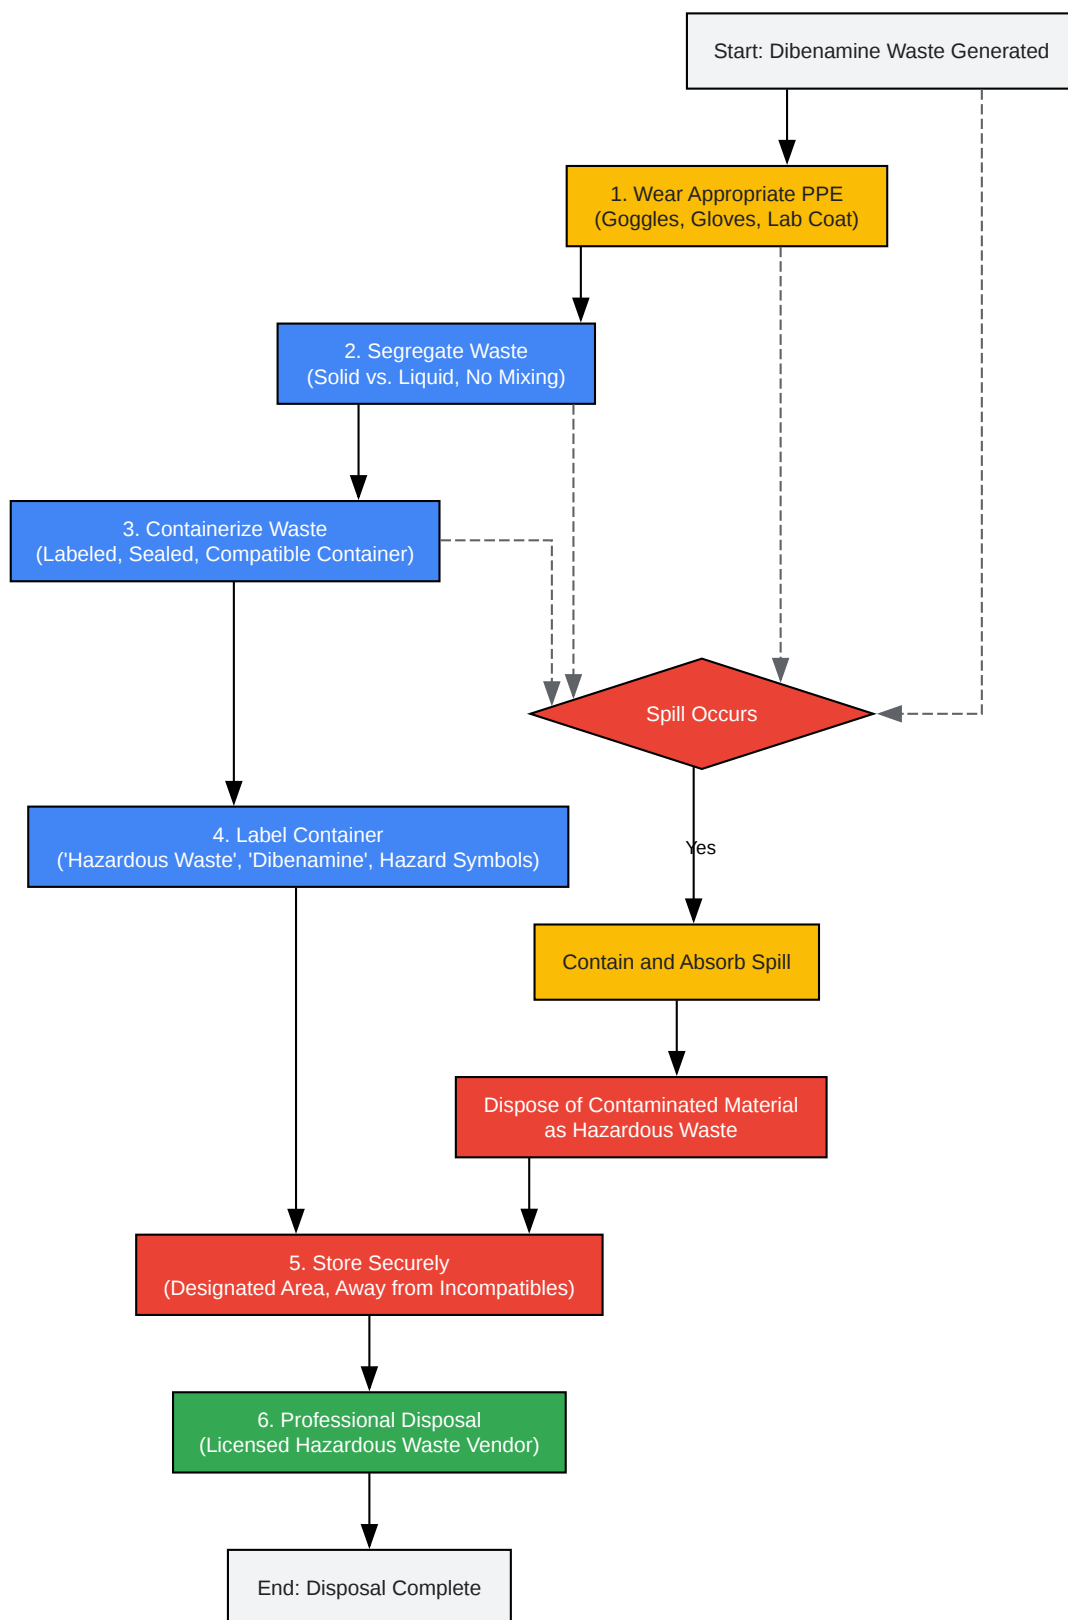 Start: Dibenamine Waste Generated
1. Wear Appropriate PPE
(Goggles, Gloves, Lab Coat)
2. Segregate Waste
(Solid vs. Liquid, No Mixing)
3. Containerize Waste
(Labeled, Sealed, Compatible Container)
Spill Occurs
4. Label Container
('Hazardous Waste', 'Dibenamine', Hazard Symbols)
Yes
Contain and Absorb Spill
Dispose of Contaminated Material
as Hazardous Waste
5. Store Securely
(Designated Area, Away from Incompatibles)
6. Professional Disposal
(Licensed Hazardous Waste Vendor)
End: Disposal Complete